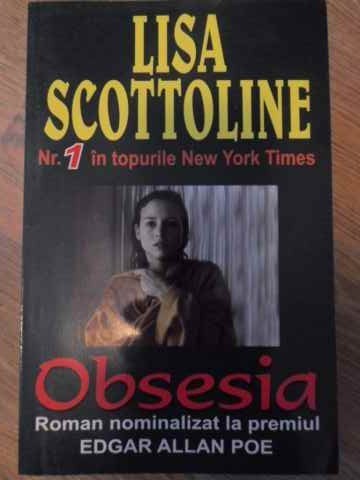 LISA
SCOTTOLINE
Nr. 1 în topurile New York Times
Obsesia
Roman nominalizat la premiul
EDGAR ALLAN POE